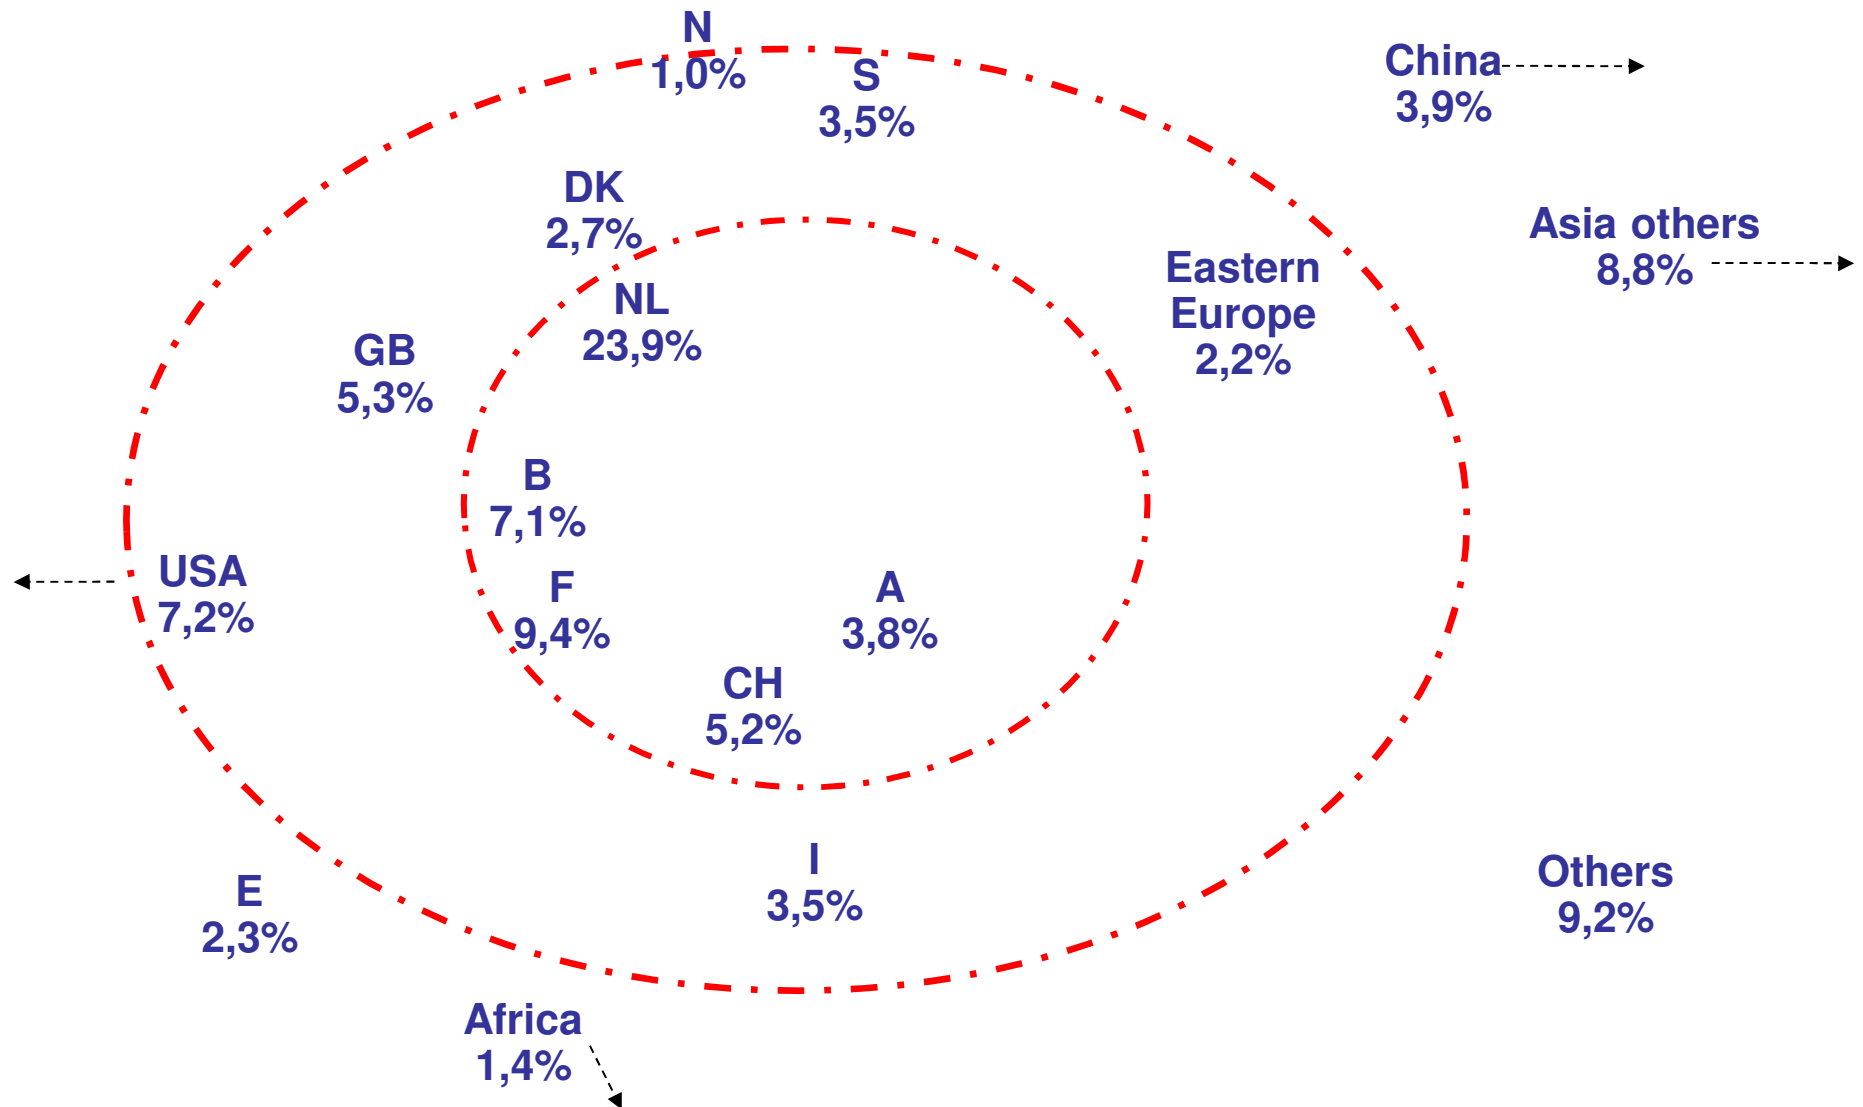 N
1,0%
S
3,5%
China
3,9%
DK
2,7%
Asia others
8,8%
Eastern
Europe
2,2%
NL
23,9%
GB
5,3%
B
7,1%
USA
7,2%
F
9,4%
A
3,8%
CH
5,2%
I
3,5%
E
2,3%
Others
9,2%
Africa
1,4%